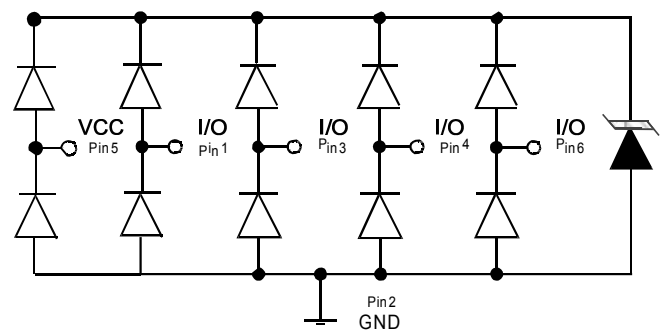 VCC
Pin5
I/O
Pin1
I/O
Pin3
I/O
Pin4
I/O
Pin6
Pin2
GND